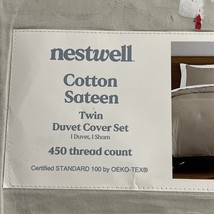 nestwell
Cotton
Sateen
Twin
Duvet Cover Set
1 Duvet, 1 Sham
450 thread count
Certified STANDARD 100 by OEKO-TEX®